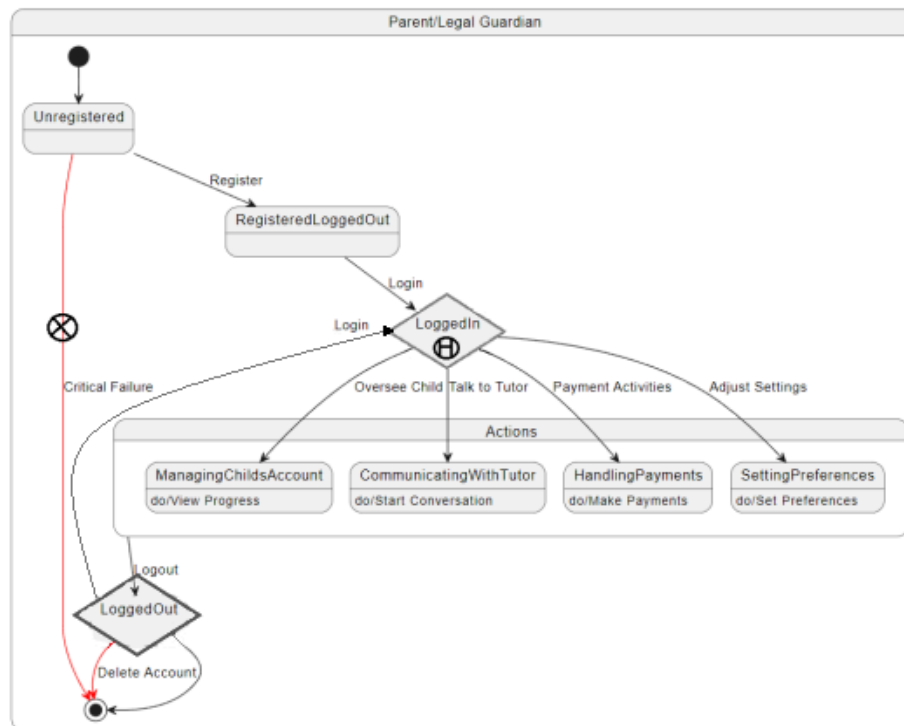 Parent/Legal Guardian
Unregistered
Register
RegisteredLoggedOut
Login
LoggedIn
H
Login
Critical Failure
Oversee Child
Talk to Tutor
Payment Activities
Adjust Settings
Actions
ManagingChildsAccount
do/View Progress
CommunicatingWithTutor
do/Start Conversation
HandlingPayments
do/Make Payments
SettingPreferences
do/Set Preferences
Logout
LoggedOut
Delete Account